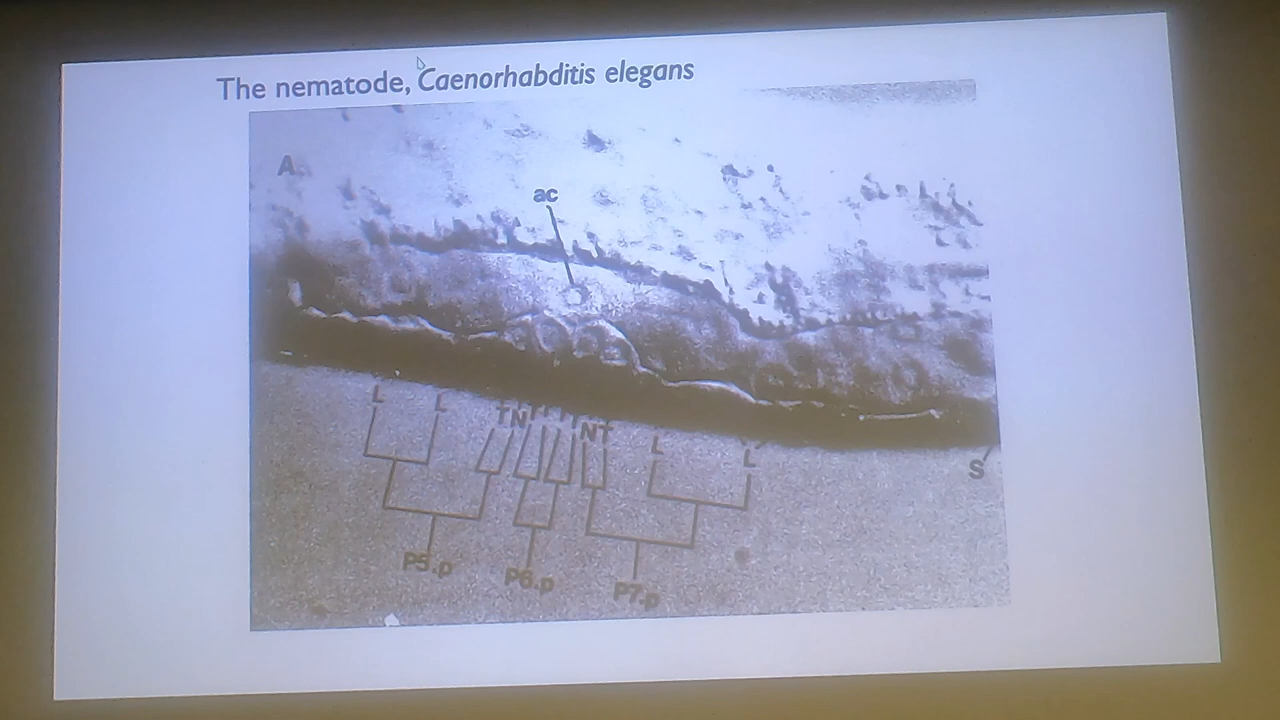 The nematode, Caenorhabditis elegans
A
ac
L L T N T T T T N T L L
S
P5.p P6.p P7.p